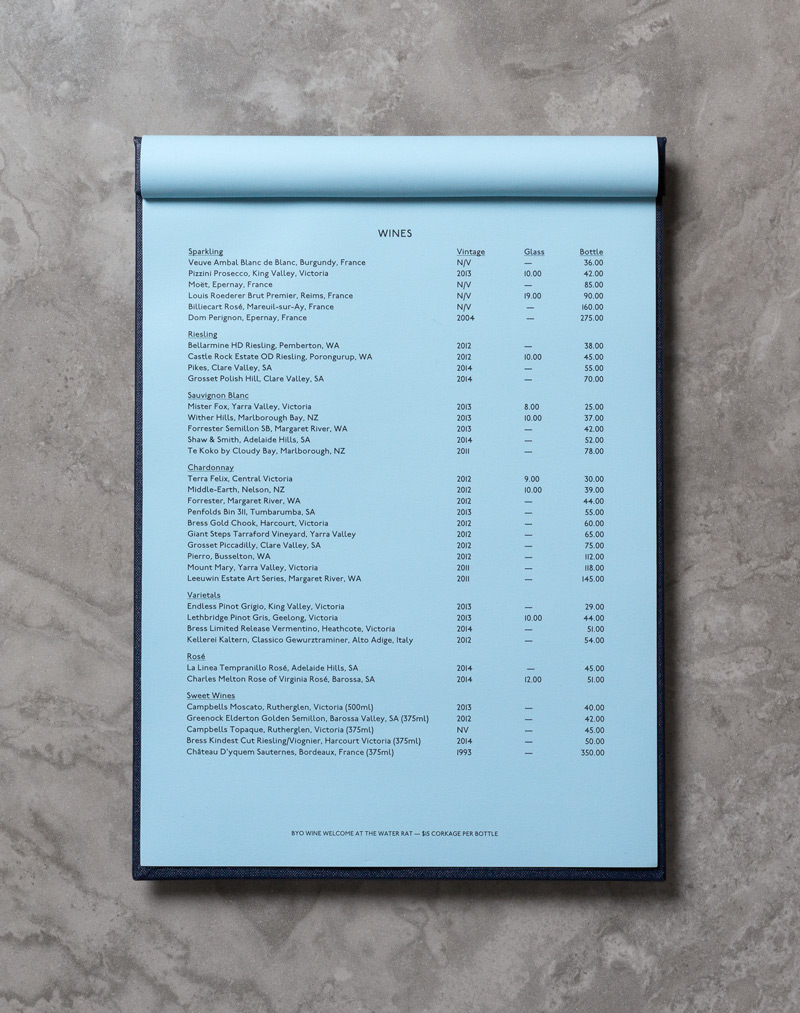 WINES
Sparkling Vintage Glass Bottle
Veuve Ambal Blanc de Blanc, Burgundy, France N/V — 36.00
Pizzini Prosecco, King Valley, Victoria 2013 10.00 42.00
Moët, Epernay, France N/V — 85.00
Louis Roederer Brut Premier, Reims, France N/V 19.00 90.00
Billiecart Rosé, Mareuil-sur-Ay, France N/V — 160.00
Dom Perignon, Epernay, France 2004 — 275.00
Riesling
Bellarmine HD Riesling, Pemberton, WA 2012 — 38.00
Castle Rock Estate OD Riesling, Porongurup, WA 2012 10.00 45.00
Pikes, Clare Valley, SA 2014 — 55.00
Grosset Polish Hill, Clare Valley, SA 2014 — 70.00
Sauvignon Blanc
Mister Fox, Yarra Valley, Victoria 2013 8.00 25.00
Wither Hills, Marlborough Bay, NZ 2013 10.00 37.00
Forrester Semillon SB, Margaret River, WA 2013 — 42.00
Shaw & Smith, Adelaide Hills, SA 2014 — 52.00
Te Koko by Cloudy Bay, Marlborough, NZ 2011 — 78.00
Chardonnay
Terra Felix, Central Victoria 2012 9.00 30.00
Middle-Earth, Nelson, NZ 2012 10.00 39.00
Forrester, Margaret River, WA 2012 — 44.00
Penfolds Bin 311, Tumbarumba, SA 2013 — 55.00
Bress Gold Chook, Harcourt, Victoria 2012 — 60.00
Giant Steps Tarraford Vineyard, Yarra Valley 2012 — 65.00
Grosset Piccadilly, Clare Valley, SA 2012 — 75.00
Pierro, Busselton, WA 2012 — 112.00
Mount Mary, Yarra Valley, Victoria 2011 — 118.00
Leeuwin Estate Art Series, Margaret River, WA 2011 — 145.00
Varietals
Endless Pinot Grigio, King Valley, Victoria 2013 — 29.00
Lethbridge Pinot Gris, Geelong, Victoria 2013 10.00 44.00
Bress Limited Release Vermentino, Heathcote, Victoria 2014 — 51.00
Kellerei Kaltern, Classico Gewurztraminer, Alto Adige, Italy 2012 — 54.00
Rosé
La Linea Tempranillo Rosé, Adelaide Hills, SA 2014 — 45.00
Charles Melton Rose of Virginia Rosé, Barossa, SA 2014 12.00 51.00
Sweet Wines
Campbells Moscato, Rutherglen, Victoria (500ml) 2013 — 40.00
Greenock Elderton Golden Semillon, Barossa Valley, SA (375ml) 2012 — 42.00
Campbells Topaque, Rutherglen, Victoria (375ml) NV — 45.00
Bress Kindest Cut Riesling/Viognier, Harcourt Victoria (375ml) 2014 — 50.00
Château D'yquem Sauternes, Bordeaux, France (375ml) 1993 — 350.00
BYO WINE WELCOME AT THE WATER RAT — $15 CORKAGE PER BOTTLE